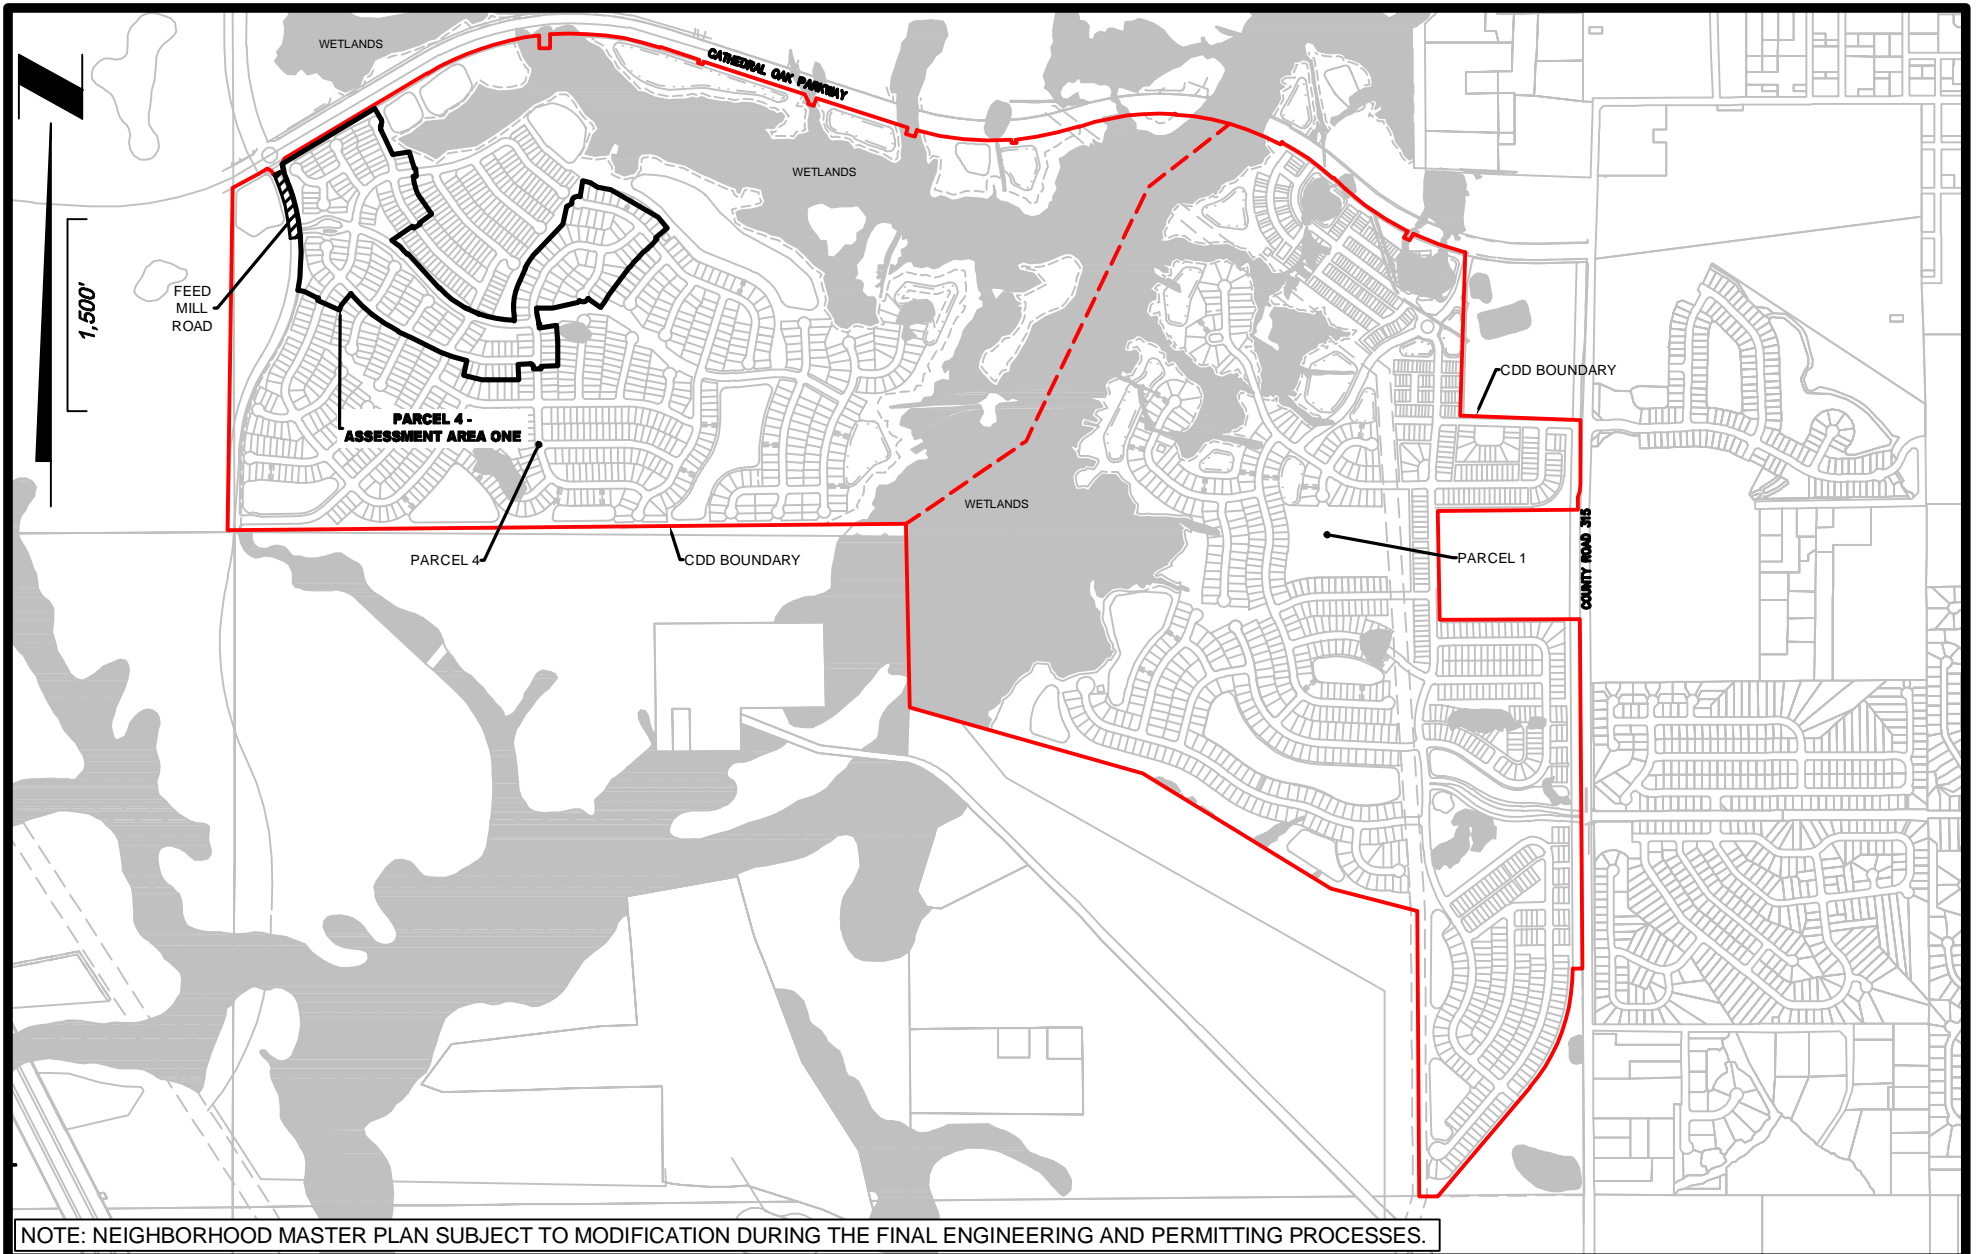 WETLANDS
CATHEDRAL OAK PARKWAY
WETLANDS
1,500'
FEED
MILL
ROAD
CDD BOUNDARY
PARCEL 4 -
ASSESSMENT AREA ONE
WETLANDS
PARCEL 4
CDD BOUNDARY
PARCEL 1
COUNTY ROAD 315
NOTE: NEIGHBORHOOD MASTER PLAN SUBJECT TO MODIFICATION DURING THE FINAL ENGINEERING AND PERMITTING PROCESSES.